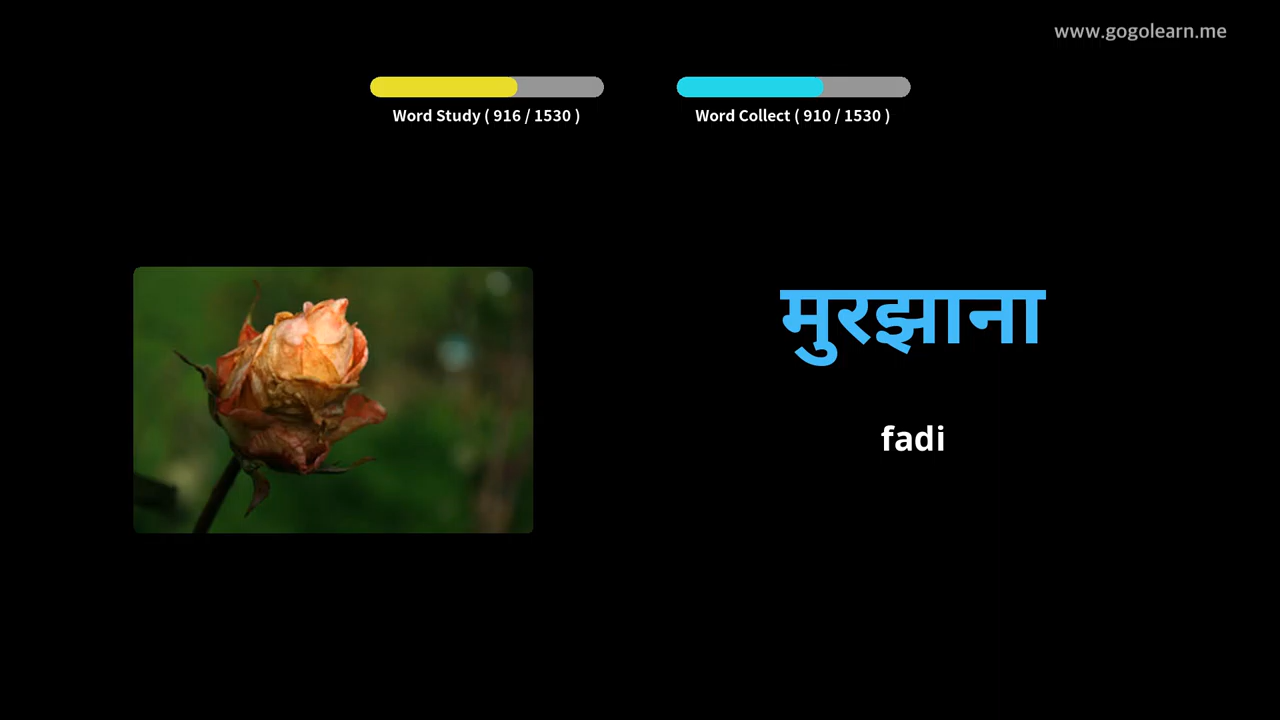 www.gogolearn.me
Word Study ( 916 / 1530 )
Word Collect ( 910 / 1530 )
मुरझाना
fadi